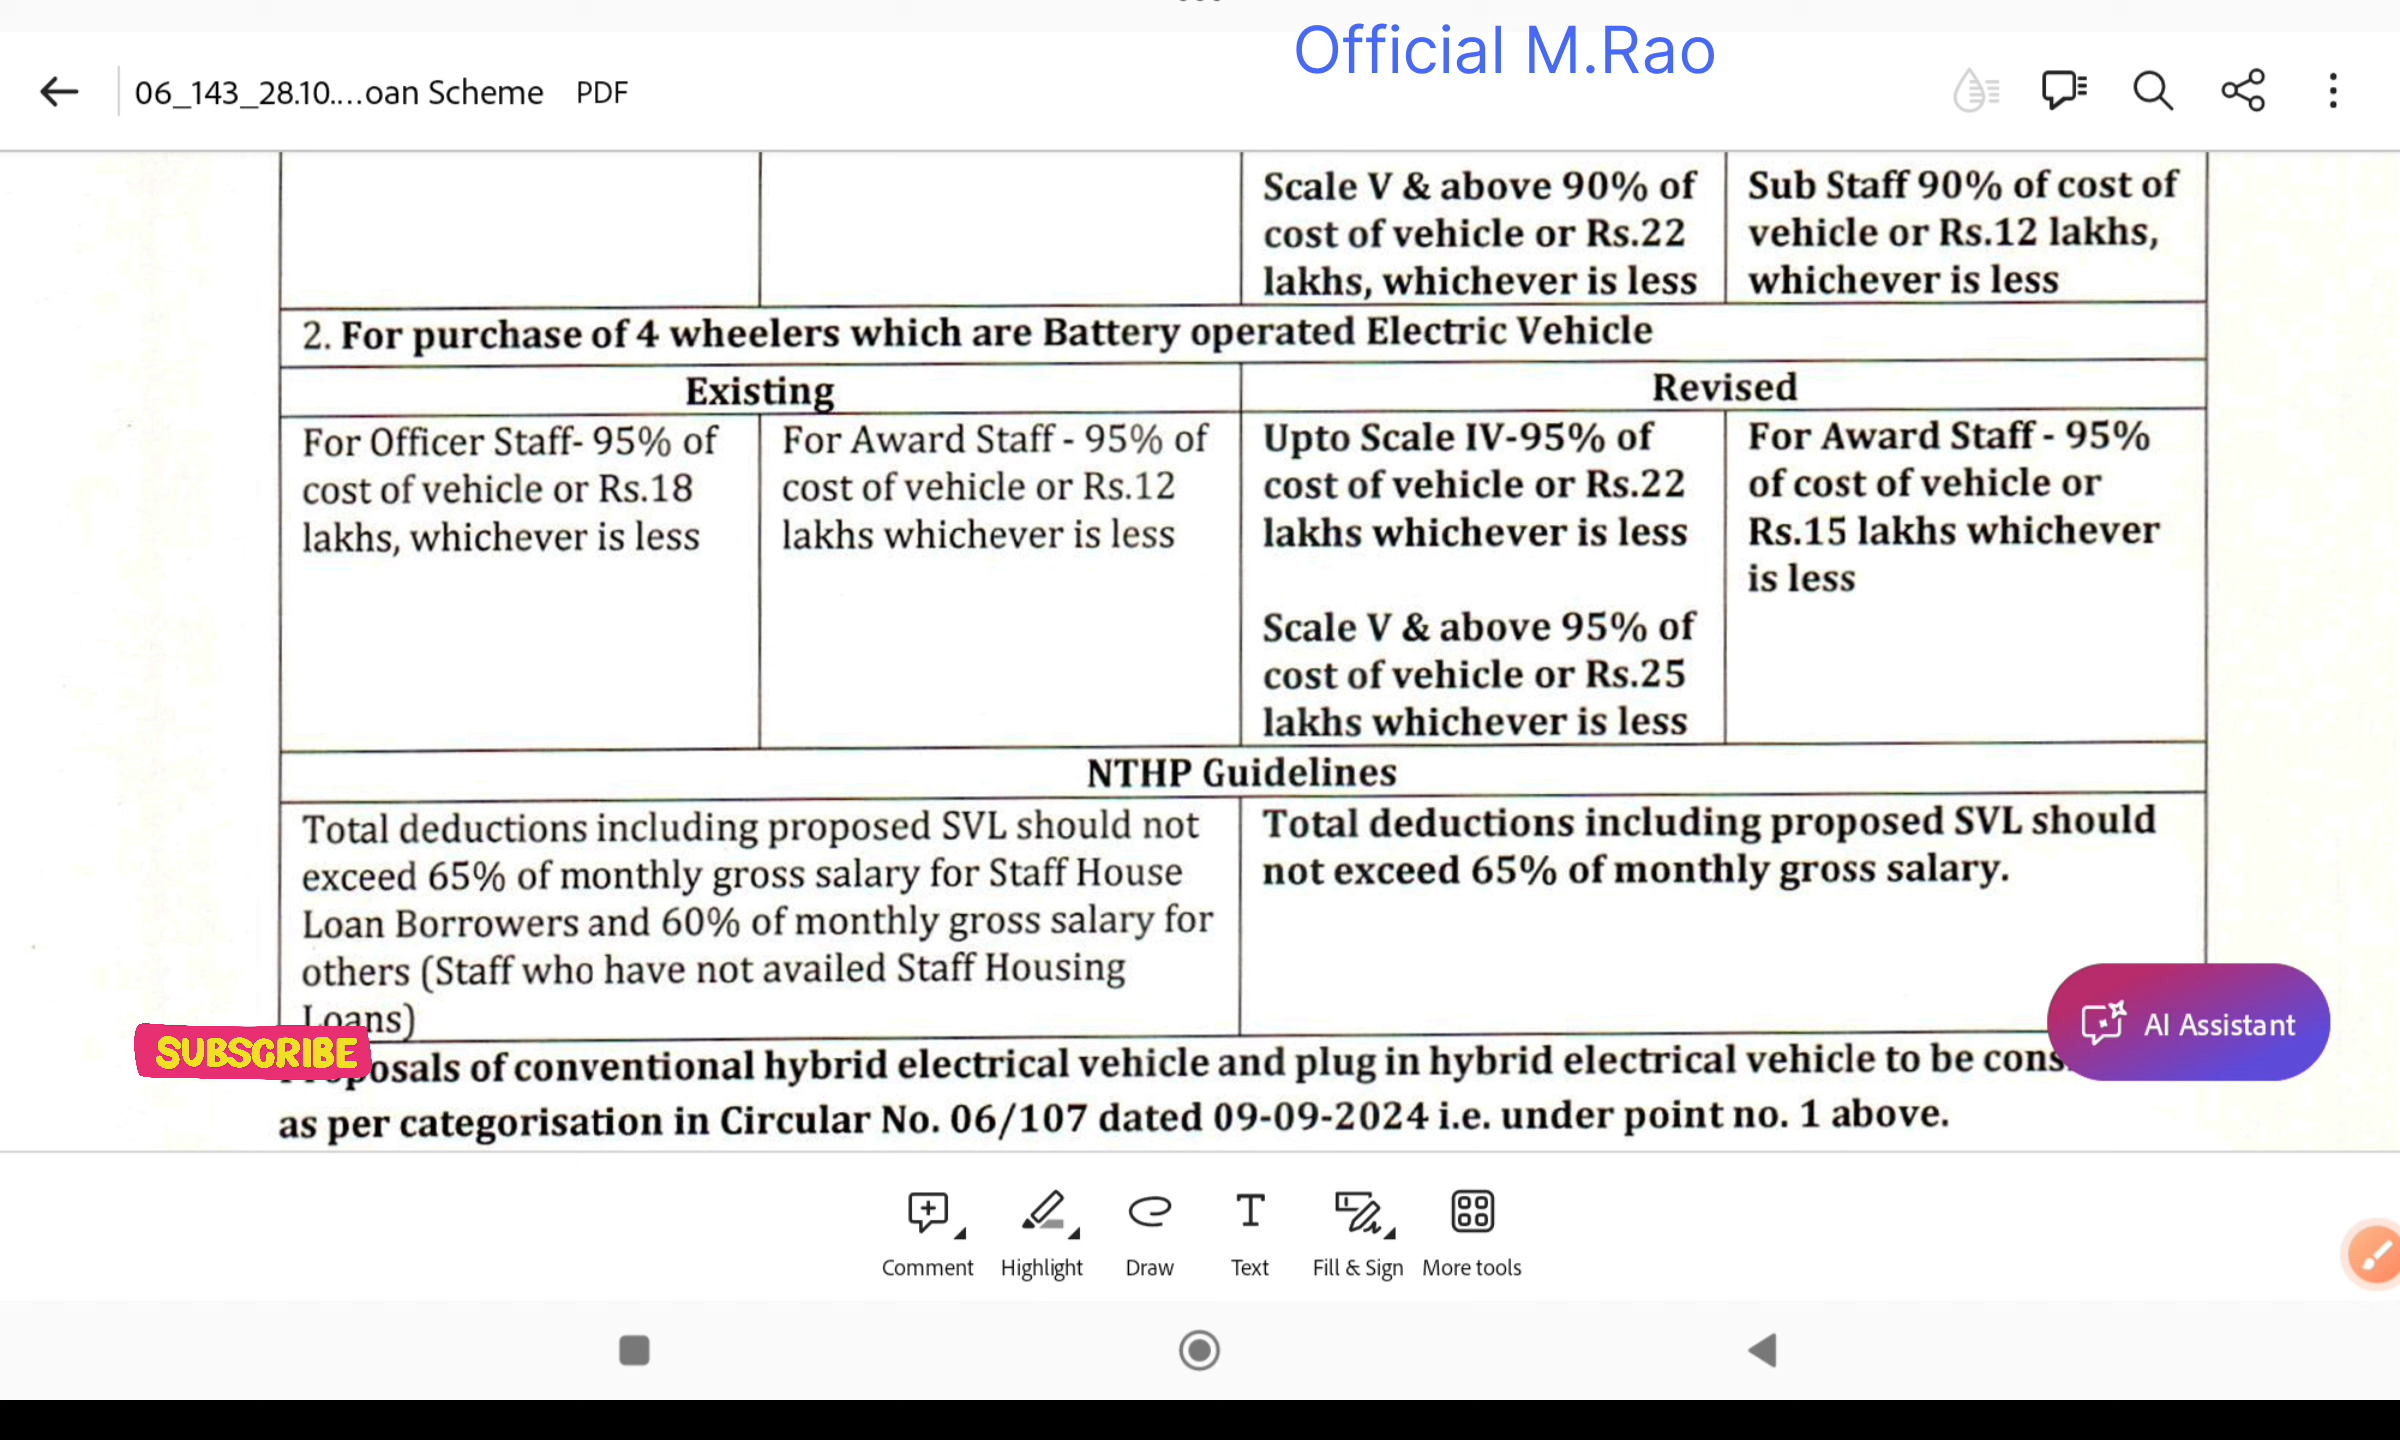 Official M.Rao
06_143_28.10....oan Scheme PDF
Scale V & above 90% of
cost of vehicle or Rs.22
lakhs, whichever is less
Sub Staff 90% of cost of
vehicle or Rs.12 lakhs,
whichever is less
2. For purchase of 4 wheelers which are Battery operated Electric Vehicle
Existing
Revised
For Officer Staff- 95% of
cost of vehicle or Rs.18
lakhs, whichever is less
For Award Staff - 95% of
cost of vehicle or Rs.12
lakhs whichever is less
Upto Scale IV-95% of
cost of vehicle or Rs.22
lakhs whichever is less
Scale V & above 95% of
cost of vehicle or Rs.25
lakhs whichever is less
For Award Staff - 95%
of cost of vehicle or
Rs.15 lakhs whichever
is less
NTHP Guidelines
Total deductions including proposed SVL should not
exceed 65% of monthly gross salary for Staff House
Loan Borrowers and 60% of monthly gross salary for
others (Staff who have not availed Staff Housing
Loans)
Total deductions including proposed SVL should
not exceed 65% of monthly gross salary.
AI Assistant
SUBSCRIBE
of conventional hybrid electrical vehicle and plug in hybrid electrical vehicle to be
as per categorisation in Circular No. 06/107 dated 09-09-2024 i.e. under point no. 1 above.
Comment Highlight Draw Text Fill & Sign More tools